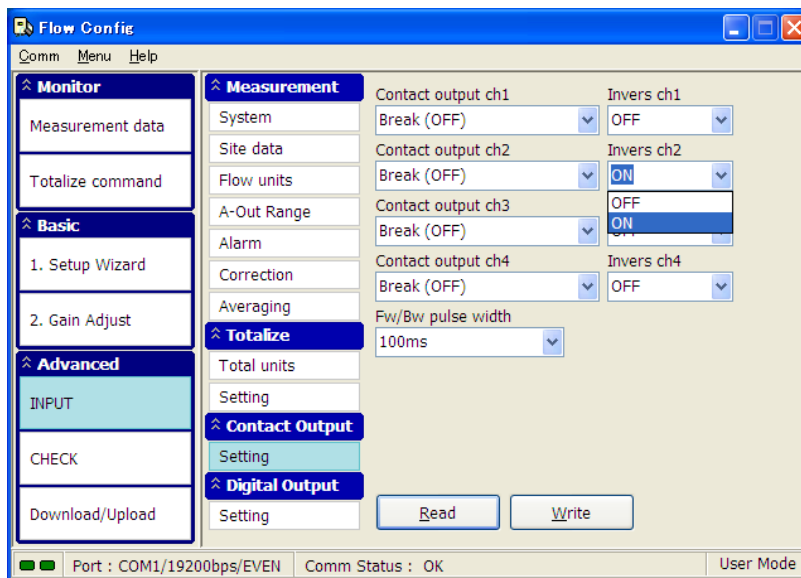 Flow Config
Comm Menu Help
Monitor
Measurement data
Totalize command
Basic
1. Setup Wizard
2. Gain Adjust
Advanced
INPUT
CHECK
Download/Upload
Measurement
System
Site data
Flow units
A-Out Range
Alarm
Correction
Averaging
Totalize
Total units
Setting
Contact Output
Setting
Digital Output
Setting
Contact output ch1 Invers ch1
Break (OFF) OFF
Contact output ch2 Invers ch2
Break (OFF) ON
Contact output ch3 OFF
Break (OFF) ON
Contact output ch4 Invers ch4
Break (OFF) OFF
Fw/Bw pulse width
100ms
Read Write
Port : COM1/19200bps/EVEN Comm Status : OK User Mode